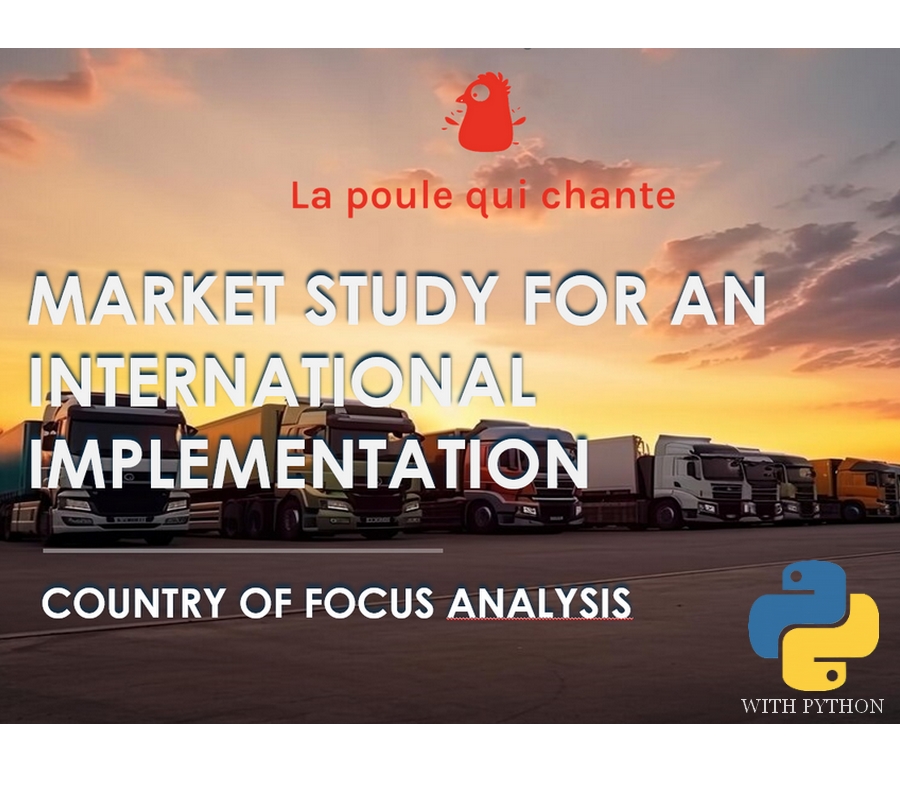 La poule qui chante
MARKET STUDY FOR AN
INTERNATIONAL
IMPLEMENTATION
COUNTRY OF FOCUS ANALYSIS
WITH PYTHON